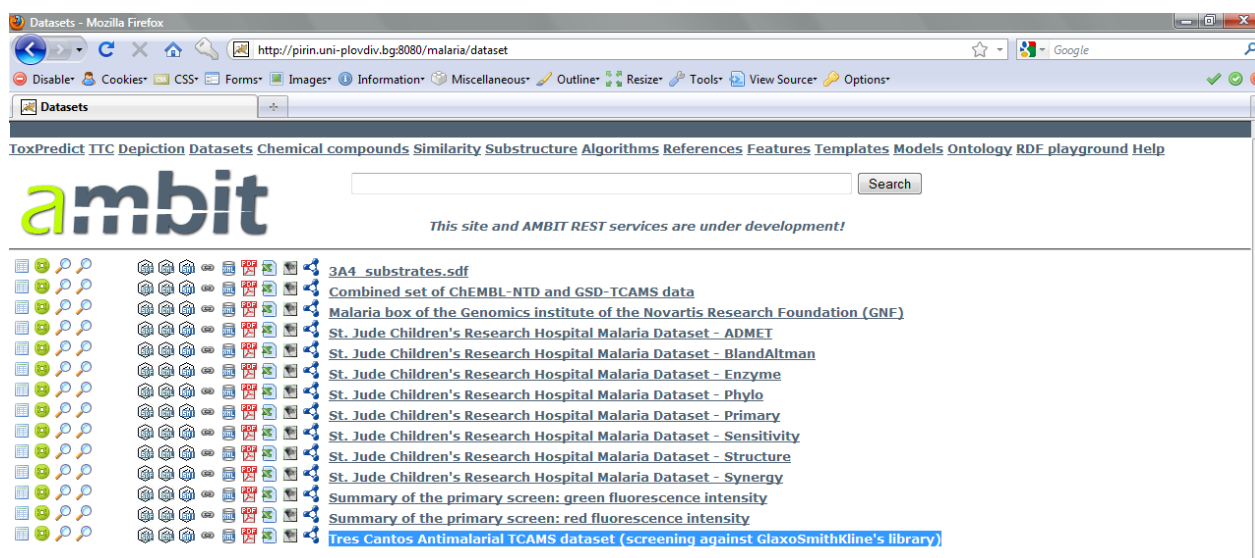 Datasets - Mozilla Firefox
http://pirin.uni-plovdiv.bg:8080/malaria/dataset
Google
Disable Cookies CSS Forms Images Information Miscellaneous Outline Resize Tools View Source Options
Datasets
ToxPredict TTC Depiction Datasets Chemical compounds Similarity Substructure Algorithms References Features Templates Models Ontology RDF playground Help
ambit
Search
This site and AMBIT REST services are under development!
3A4_substrates.sdf
Combined set of ChEMBL-NTD and GSD-TCAMS data
Malaria box of the Genomics institute of the Novartis Research Foundation (GNF)
St. Jude Children's Research Hospital Malaria Dataset - ADMET
St. Jude Children's Research Hospital Malaria Dataset - BlandAltman
St. Jude Children's Research Hospital Malaria Dataset - Enzyme
St. Jude Children's Research Hospital Malaria Dataset - Phylo
St. Jude Children's Research Hospital Malaria Dataset - Primary
St. Jude Children's Research Hospital Malaria Dataset - Sensitivity
St. Jude Children's Research Hospital Malaria Dataset - Structure
St. Jude Children's Research Hospital Malaria Dataset - Synergy
Summary of the primary screen: green fluorescence intensity
Summary of the primary screen: red fluorescence intensity
Tres Cantos Antimalarial TCAMS dataset (screening against GlaxoSmithKline's library)